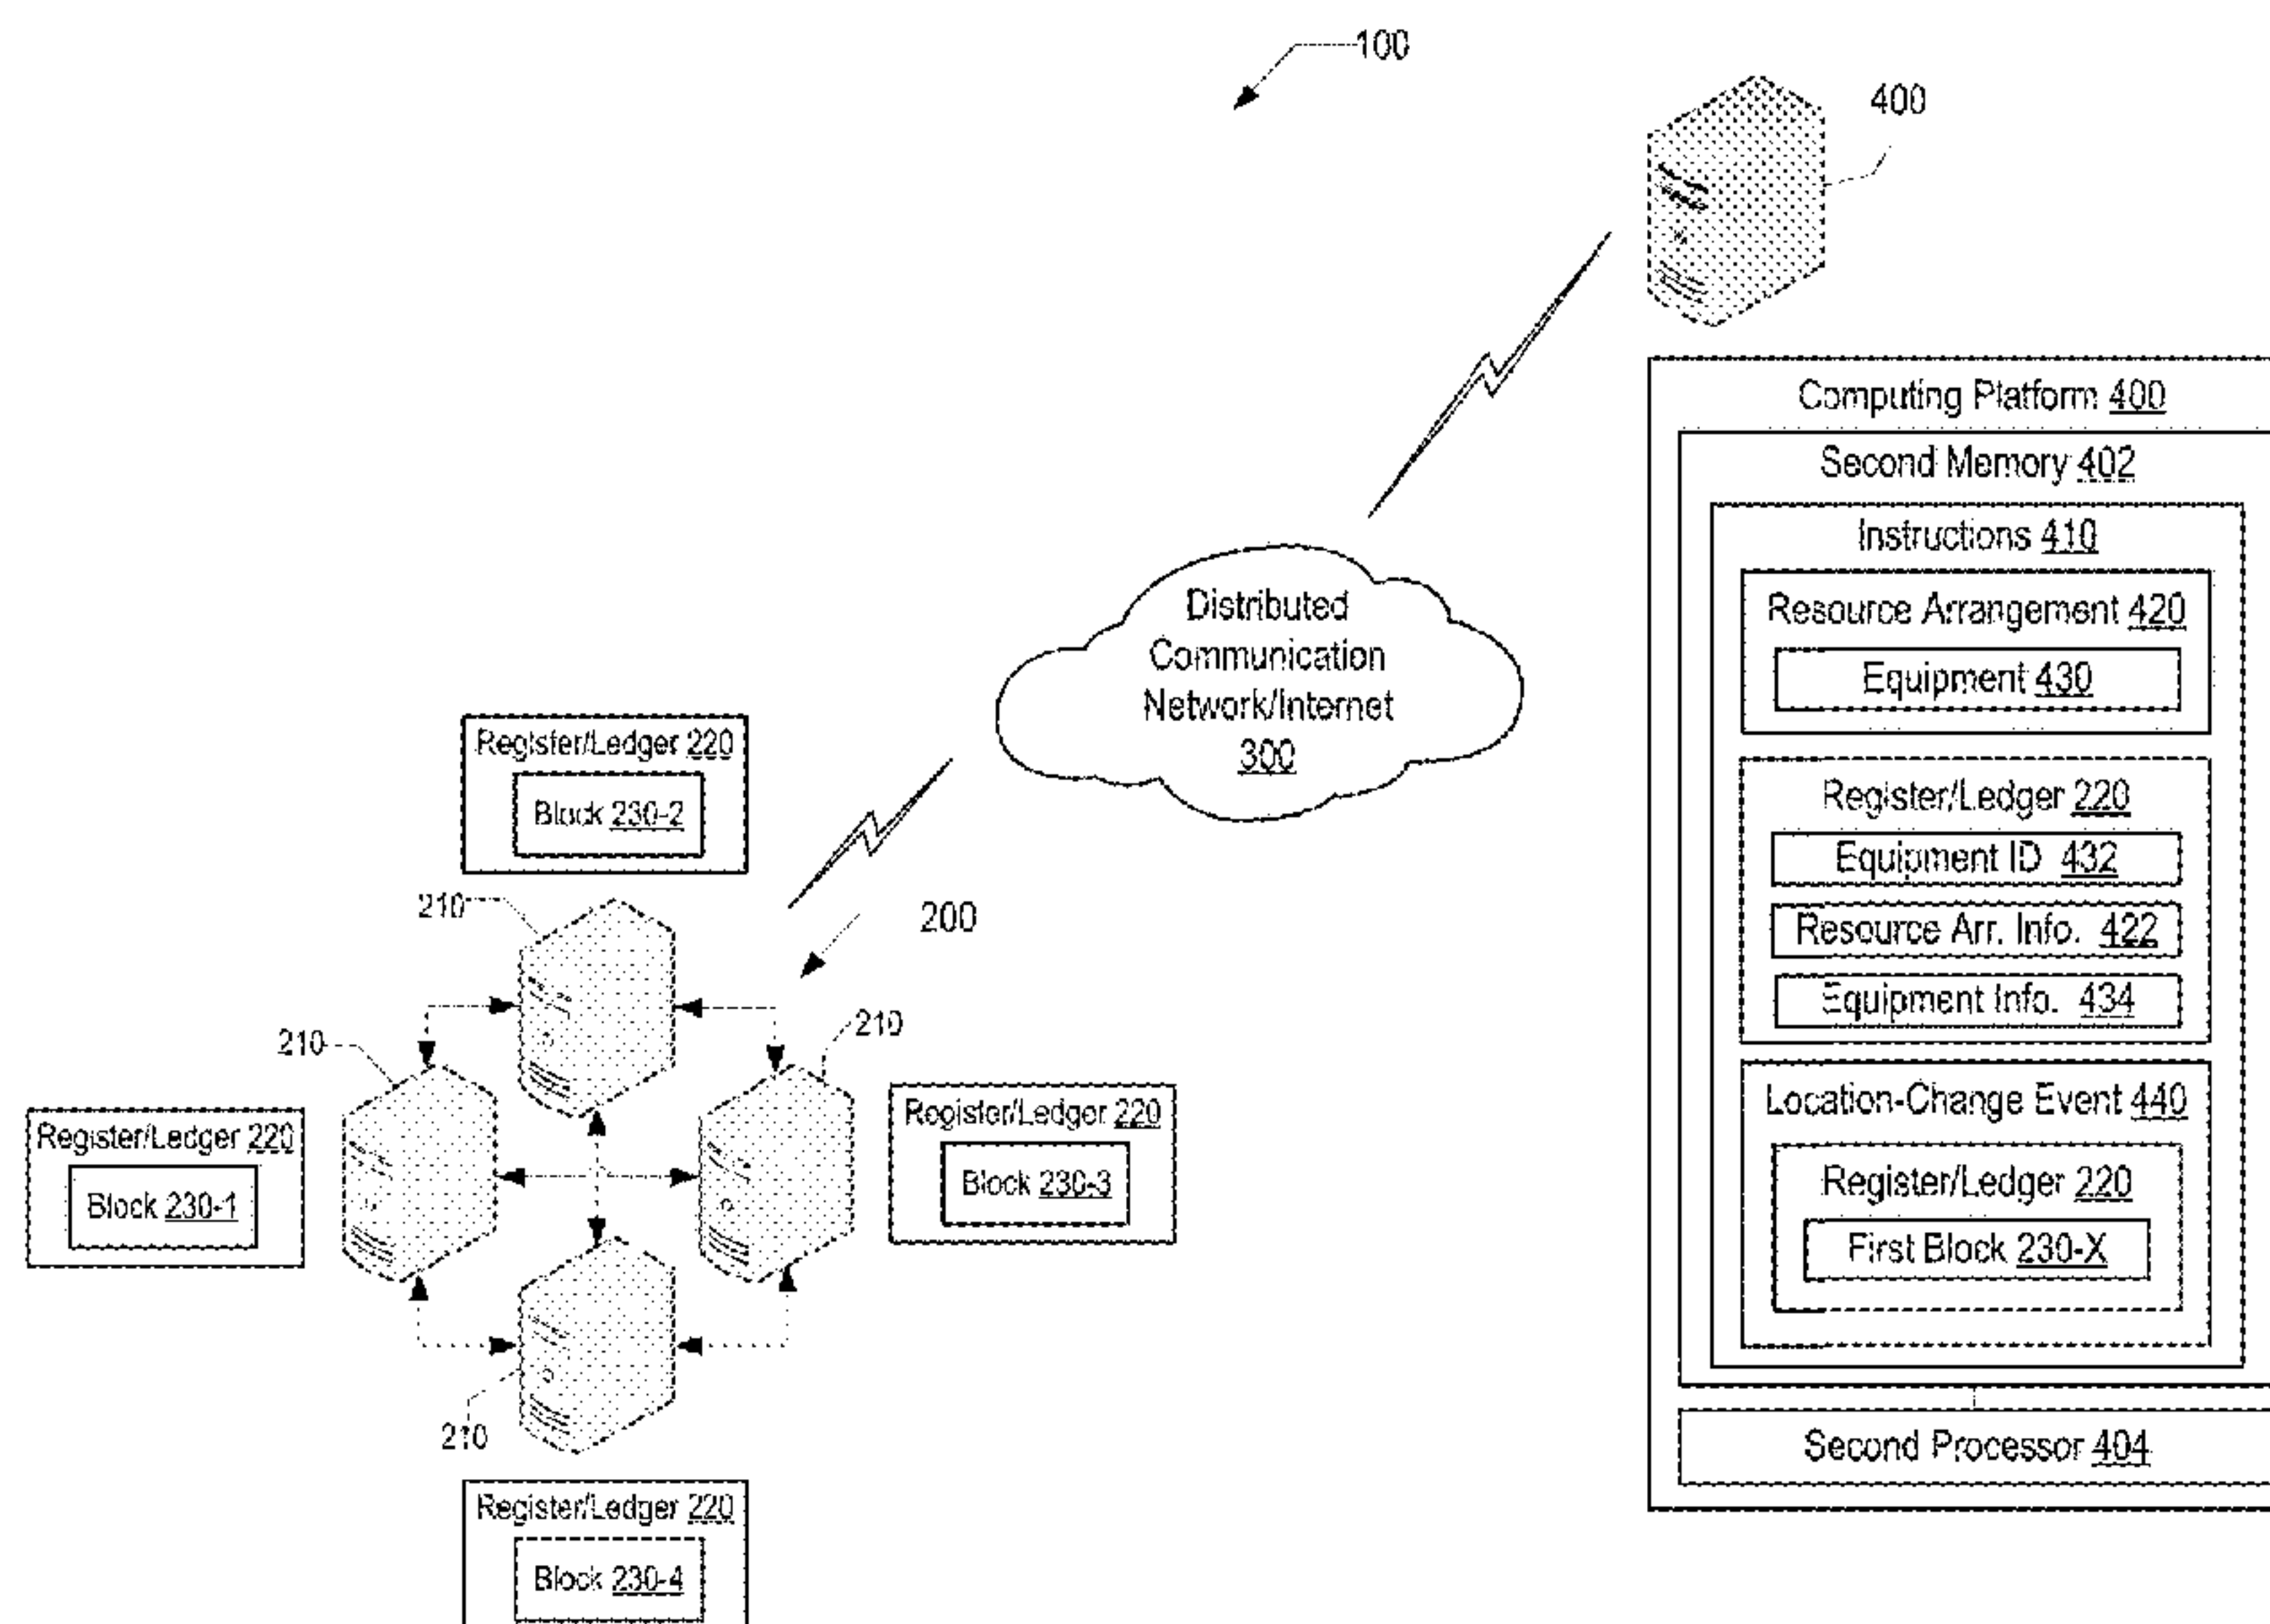 100
400
Computing Platform 400
Second Memory 402
Instructions 410
Resource Arrangement 420
Equipment 430
Register/Ledger 220
Equipment ID 432
Resource Arr. Info. 422
Equipment Info. 434
Location-Change Event 440
Register/Ledger 220
First Block 230-X
Second Processor 404
Distributed
Communication
Network/Internet
300
Register/Ledger 220
Block 230-2
210
200
210
210
Register/Ledger 220
Block 230-1
Register/Ledger 220
Block 230-3
210
Register/Ledger 220
Block 230-4